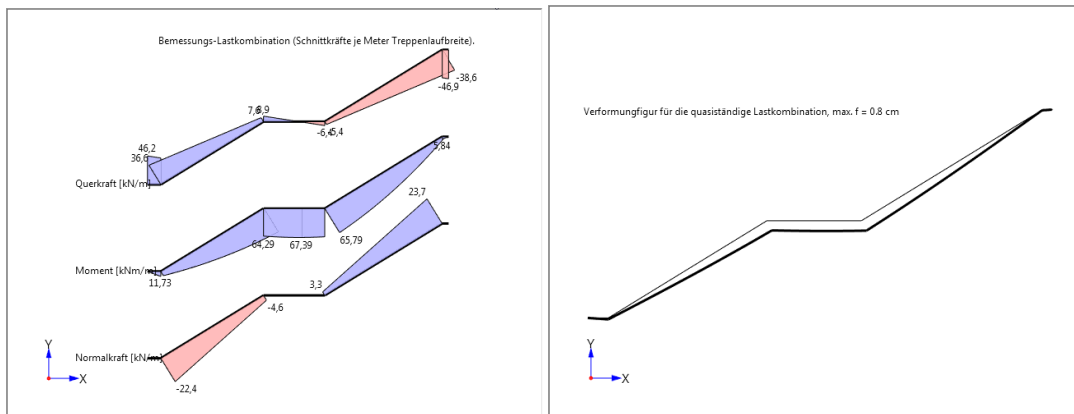 Bemessungs-Lastkombination (Schnittkräfte je Meter Treppenlaufbreite).
-38,6
-46,9
7,6
8,9
-6,4
-5,4
46,2
36,6
Querkraft [kN/m]
5,84
23,7
64,29
67,39
65,79
Moment [kNm/m]
11,73
3,3
-4,6
Normalkraft [kN/m]
-22,4
Y
X
Verformungfigur für die quasiständige Lastkombination, max. f = 0.8 cm
Y
X